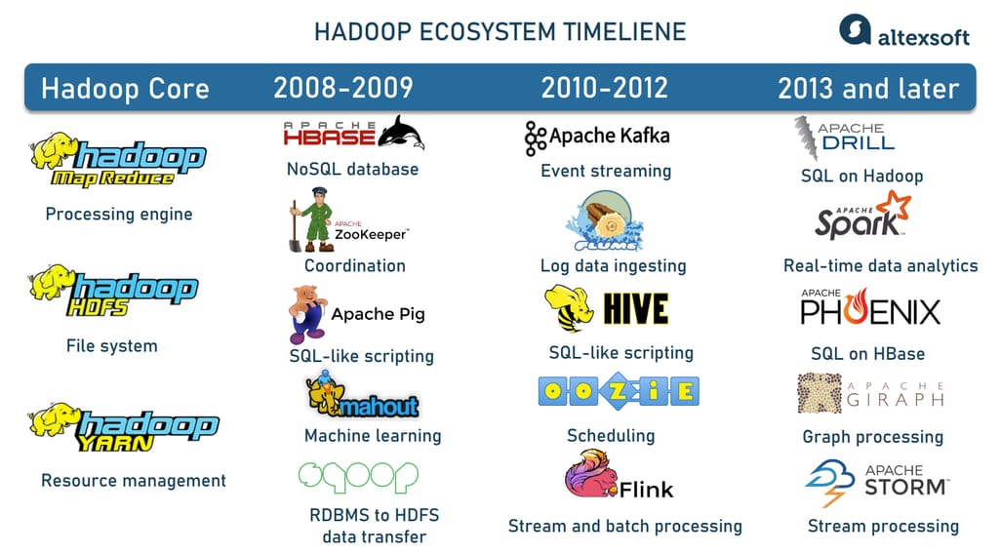 HADOOP ECOSYSTEM TIMELIENE
altexsoft
Hadoop Core
2008-2009
2010-2012
2013 and later
hadoop
Map Reduce
Processing engine
hadoop
HDFS
File system
hadoop
YARN
Resource management
APACHE
HBASE
NoSQL database
APACHE
ZooKeeper™
Coordination
Apache Pig
SQL-like scripting
mahout
Machine learning
sqoop
RDBMS to HDFS
data transfer
Apache Kafka
Event streaming
FLUME
Log data ingesting
HIVE
SQL-like scripting
OOZiE
Scheduling
Flink
Stream and batch processing
APACHE
DRILL
SQL on Hadoop
APACHE
Spark™
Real-time data analytics
APACHE
PHOENIX
SQL on HBase
APACHE
GIRAPH
Graph processing
APACHE
STORM™
Stream processing